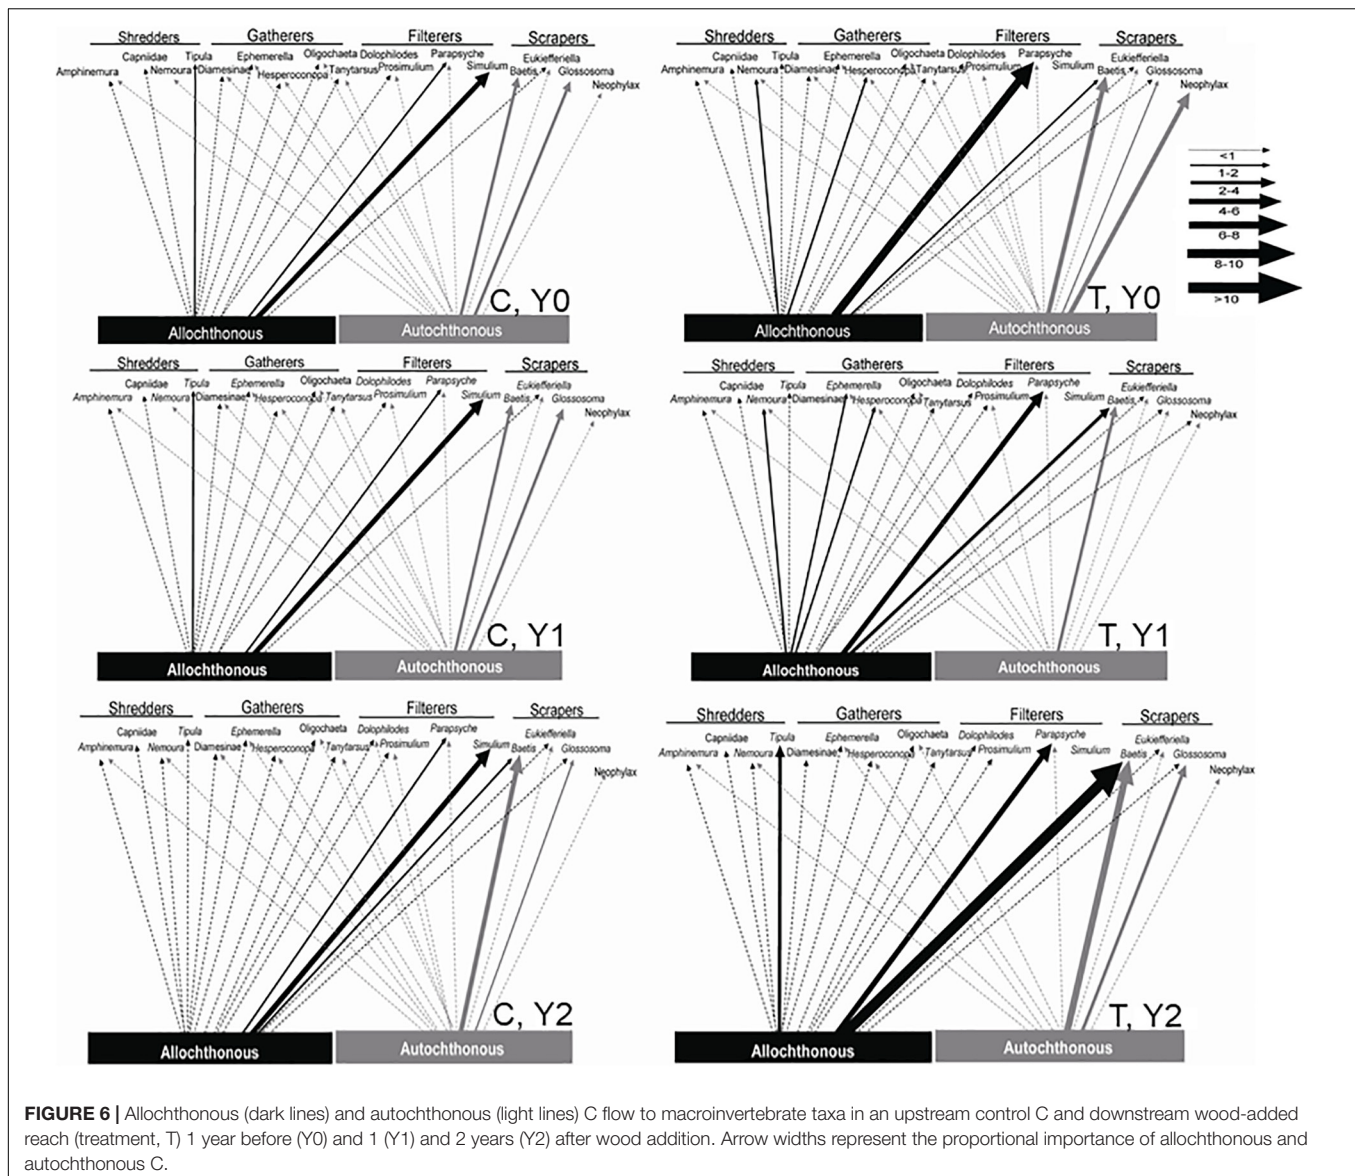 Shredders Gatherers Filterers Scrapers
Capniidae Tipula Ephemerella Oligochaeta Dolophilodes Parapsyche Eukiefferiella
Amphinemura Nemoura Diamesinae Hesperoconopa Tanytarsus Prosimulium Simulium Baetis Glossosoma
Neophylax
C, Y0
Allochthonous Autochthonous
Shredders Gatherers Filterers Scrapers
Capniidae Tipula Ephemerella Oligochaeta Dolophilodes Parapsyche Eukiefferiella
Amphinemura Nemoura Diamesinae Hesperoconopa Tanytarsus Prosimulium Simulium Baetis Glossosoma
Neophylax
T, Y0
Allochthonous Autochthonous
<1
1-2
2-4
4-6
6-8
8-10
>10
Shredders Gatherers Filterers Scrapers
Capniidae Tipula Ephemerella Oligochaeta Dolophilodes Parapsyche Eukiefferiella
Amphinemura Nemoura Diamesinae Hesperoconopa Tanytarsus Prosimulium Simulium Baetis Glossosoma
Neophylax
C, Y1
Allochthonous Autochthonous
Shredders Gatherers Filterers Scrapers
Capniidae Tipula Ephemerella Oligochaeta Dolophilodes Parapsyche Eukiefferiella
Amphinemura Nemoura Diamesinae Hesperoconopa Tanytarsus Prosimulium Simulium Baetis Glossosoma
Neophylax
T, Y1
Allochthonous Autochthonous
Shredders Gatherers Filterers Scrapers
Capniidae Tipula Ephemerella Oligochaeta Dolophilodes Parapsyche Eukiefferiella
Amphinemura Nemoura Diamesinae Hesperoconopa Tanytarsus Prosimulium Simulium Baetis Glossosoma
Neophylax
C, Y2
Allochthonous Autochthonous
Shredders Gatherers Filterers Scrapers
Capniidae Tipula Ephemerella Oligochaeta Dolophilodes Parapsyche Eukiefferiella
Amphinemura Nemoura Diamesinae Hesperoconopa Tanytarsus Prosimulium Simulium Baetis Glossosoma
Neophylax
T, Y2
Allochthonous Autochthonous
FIGURE 6 | Allochthonous (dark lines) and autochthonous (light lines) C flow to macroinvertebrate taxa in an upstream control C and downstream wood-added
reach (treatment, T) 1 year before (Y0) and 1 (Y1) and 2 years (Y2) after wood addition. Arrow widths represent the proportional importance of allochthonous and
autochthonous C.